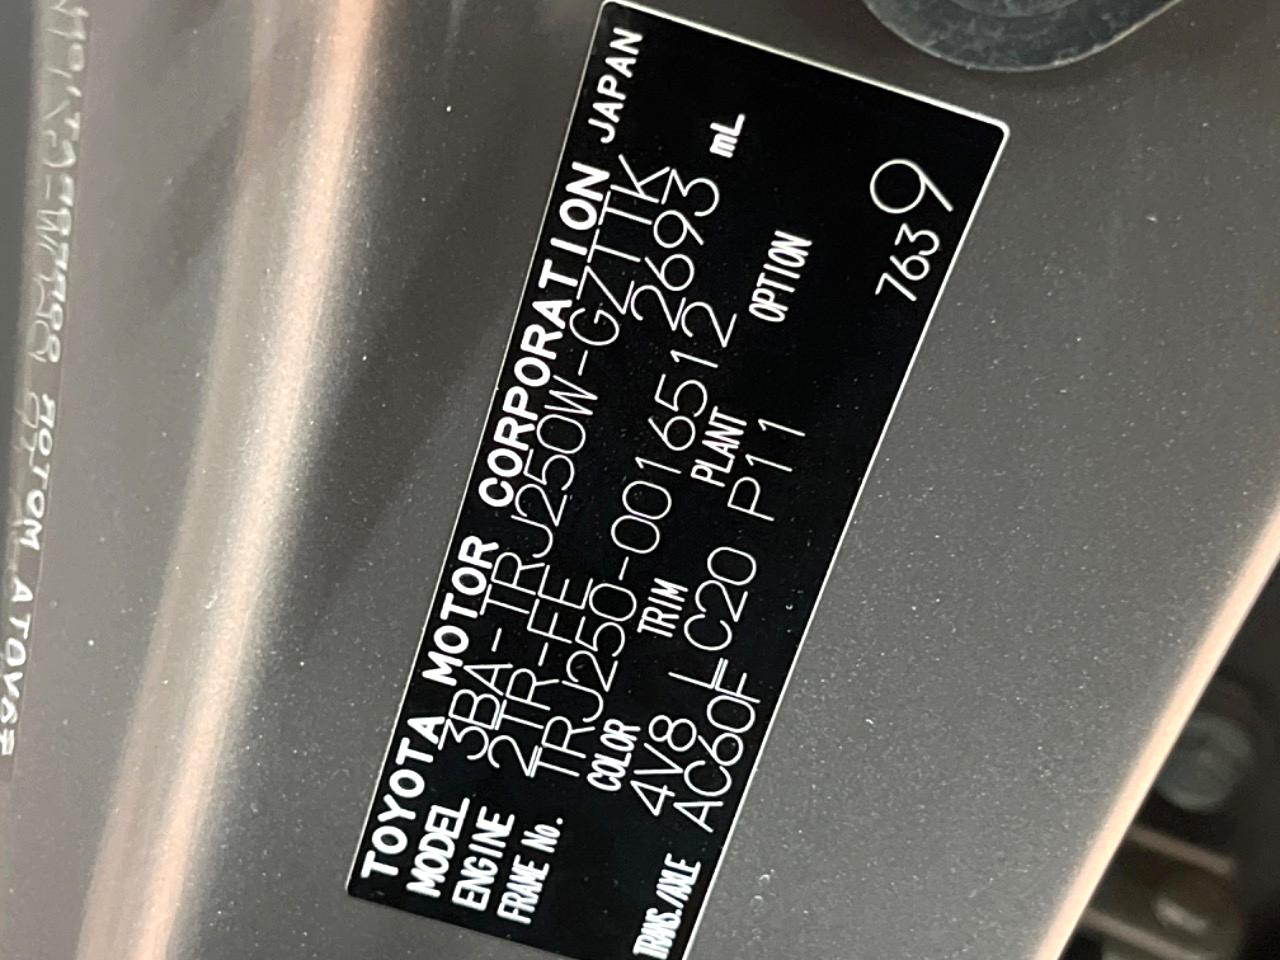 TOYOTA MOTOR CORPORATION JAPAN
MODEL 3BA-TRJ250W-GZTTK
ENGINE 2TR-FE 2693 mL
FRAME No. TRJ250-0016512
COLOR TRIM PLANT OPTION
4V8 LC20 P11
TRANS./AXLE AC60F
7639